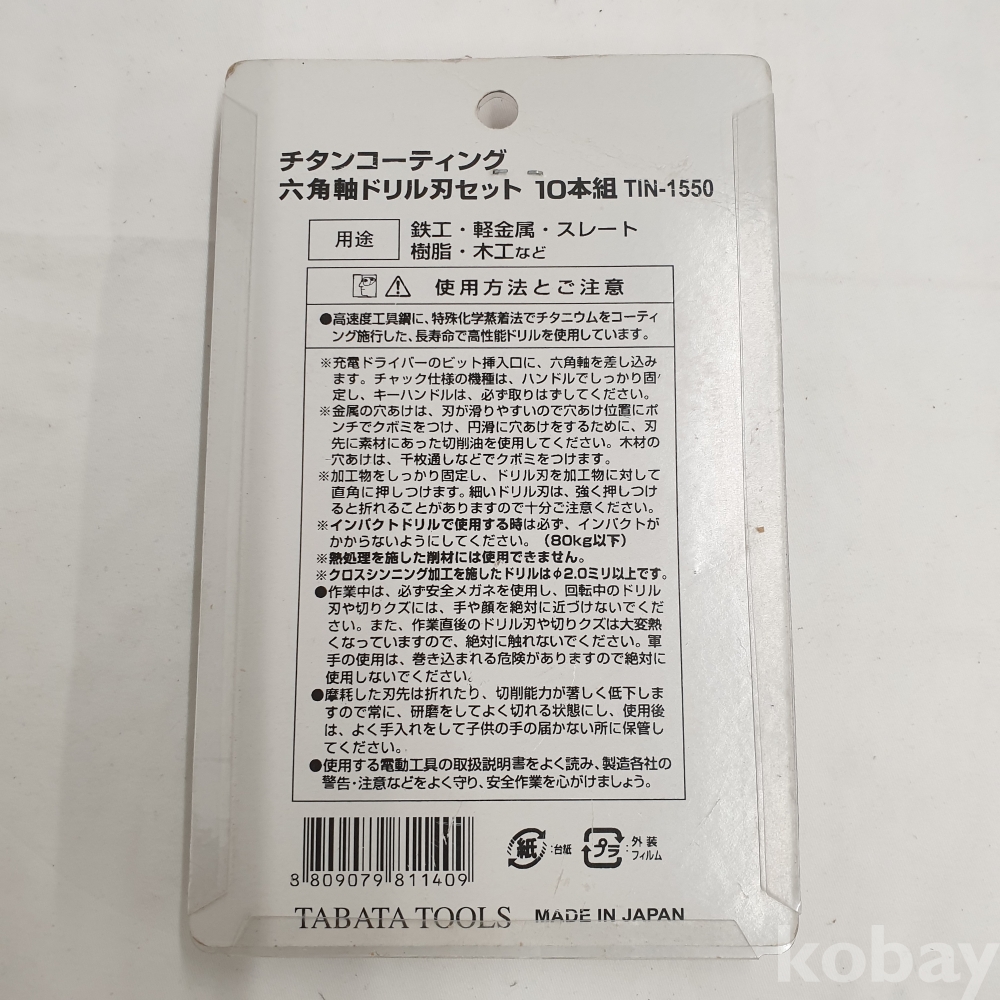 チタンコーティング
六角軸ドリル刃セット 10本組 TIN-1550
用途
鉄工・軽金属・スレート
樹脂・木工など
使用方法とご注意
●高速度工具鋼に、特殊化学蒸着法でチタニウムをコーティ
ング施行した、長寿命で高性能ドリルを使用しています。
※充電ドライバーのビット挿入口に、六角軸を差し込み
ます。チャック仕様の機種は、ハンドルでしっかり固
定し、キーハンドルは、必ず取りはずしてください。
※金属の穴あけは、刃が滑りやすいので穴あけ位置にポ
ンチでクボミをつけ、円滑に穴あけをするために、刃
先に素材にあった切削油を使用してください。木材の
穴あけは、千枚通しなどでクボミをつけます。
※加工物をしっかり固定し、ドリル刃を加工物に対して
直角に押しつけます。細いドリル刃は、強く押しつけ
ると折れることがありますので十分ご注意ください。
※インパクトドリルで使用する時は必ず、インパクトが
かからないようにしてください。(80kg以下)
※熱処理を施した削材には使用できません。
※クロスシンニング加工を施したドリルはφ2.0ミリ以上です。
●作業中は、必ず安全メガネを使用し、回転中のドリル
刃や切りクズには、手や顔を絶対に近づけないでくだ
さい。また、作業直後のドリル刃や切りクズは大変熱
くなっていますので、絶対に触れないでください。軍
手の使用は、巻き込まれる危険がありますので絶対に
使用しないでください。
●摩耗した刃先は折れたり、切削能力が著しく低下しま
すので常に、研磨をしてよく切れる状態にし、使用後
は、よく手入れをして子供の手の届かない所に保管し
てください。
●使用する電動工具の取扱説明書をよく読み、製造各社の
警告・注意などをよく守り、安全作業を心がけましょう。
紙:台紙
プラ:外装
フィルム
3 809079 811409
TABATA TOOLS MADE IN JAPAN
kobay